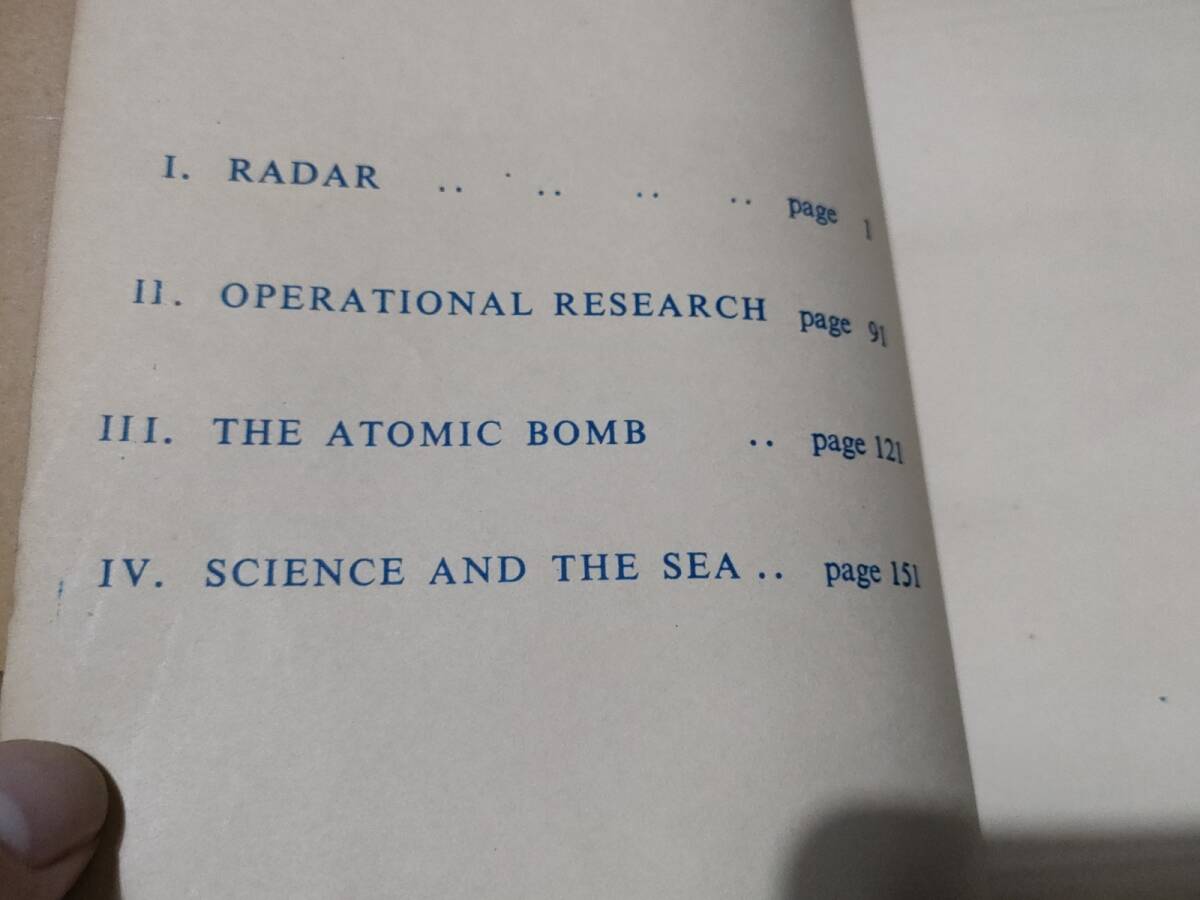 I. RADAR .. .. .. .. page 1
II. OPERATIONAL RESEARCH page 91
III. THE ATOMIC BOMB .. page 121
IV. SCIENCE AND THE SEA .. page 151